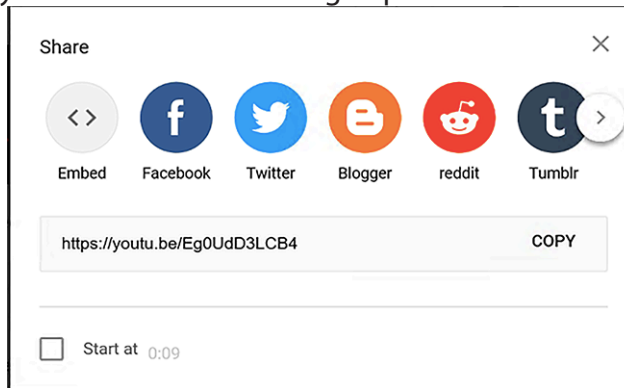 Share
Embed Facebook Twitter Blogger reddit Tumblr
https://youtu.be/Eg0UdD3LCB4 COPY
Start at 0:09